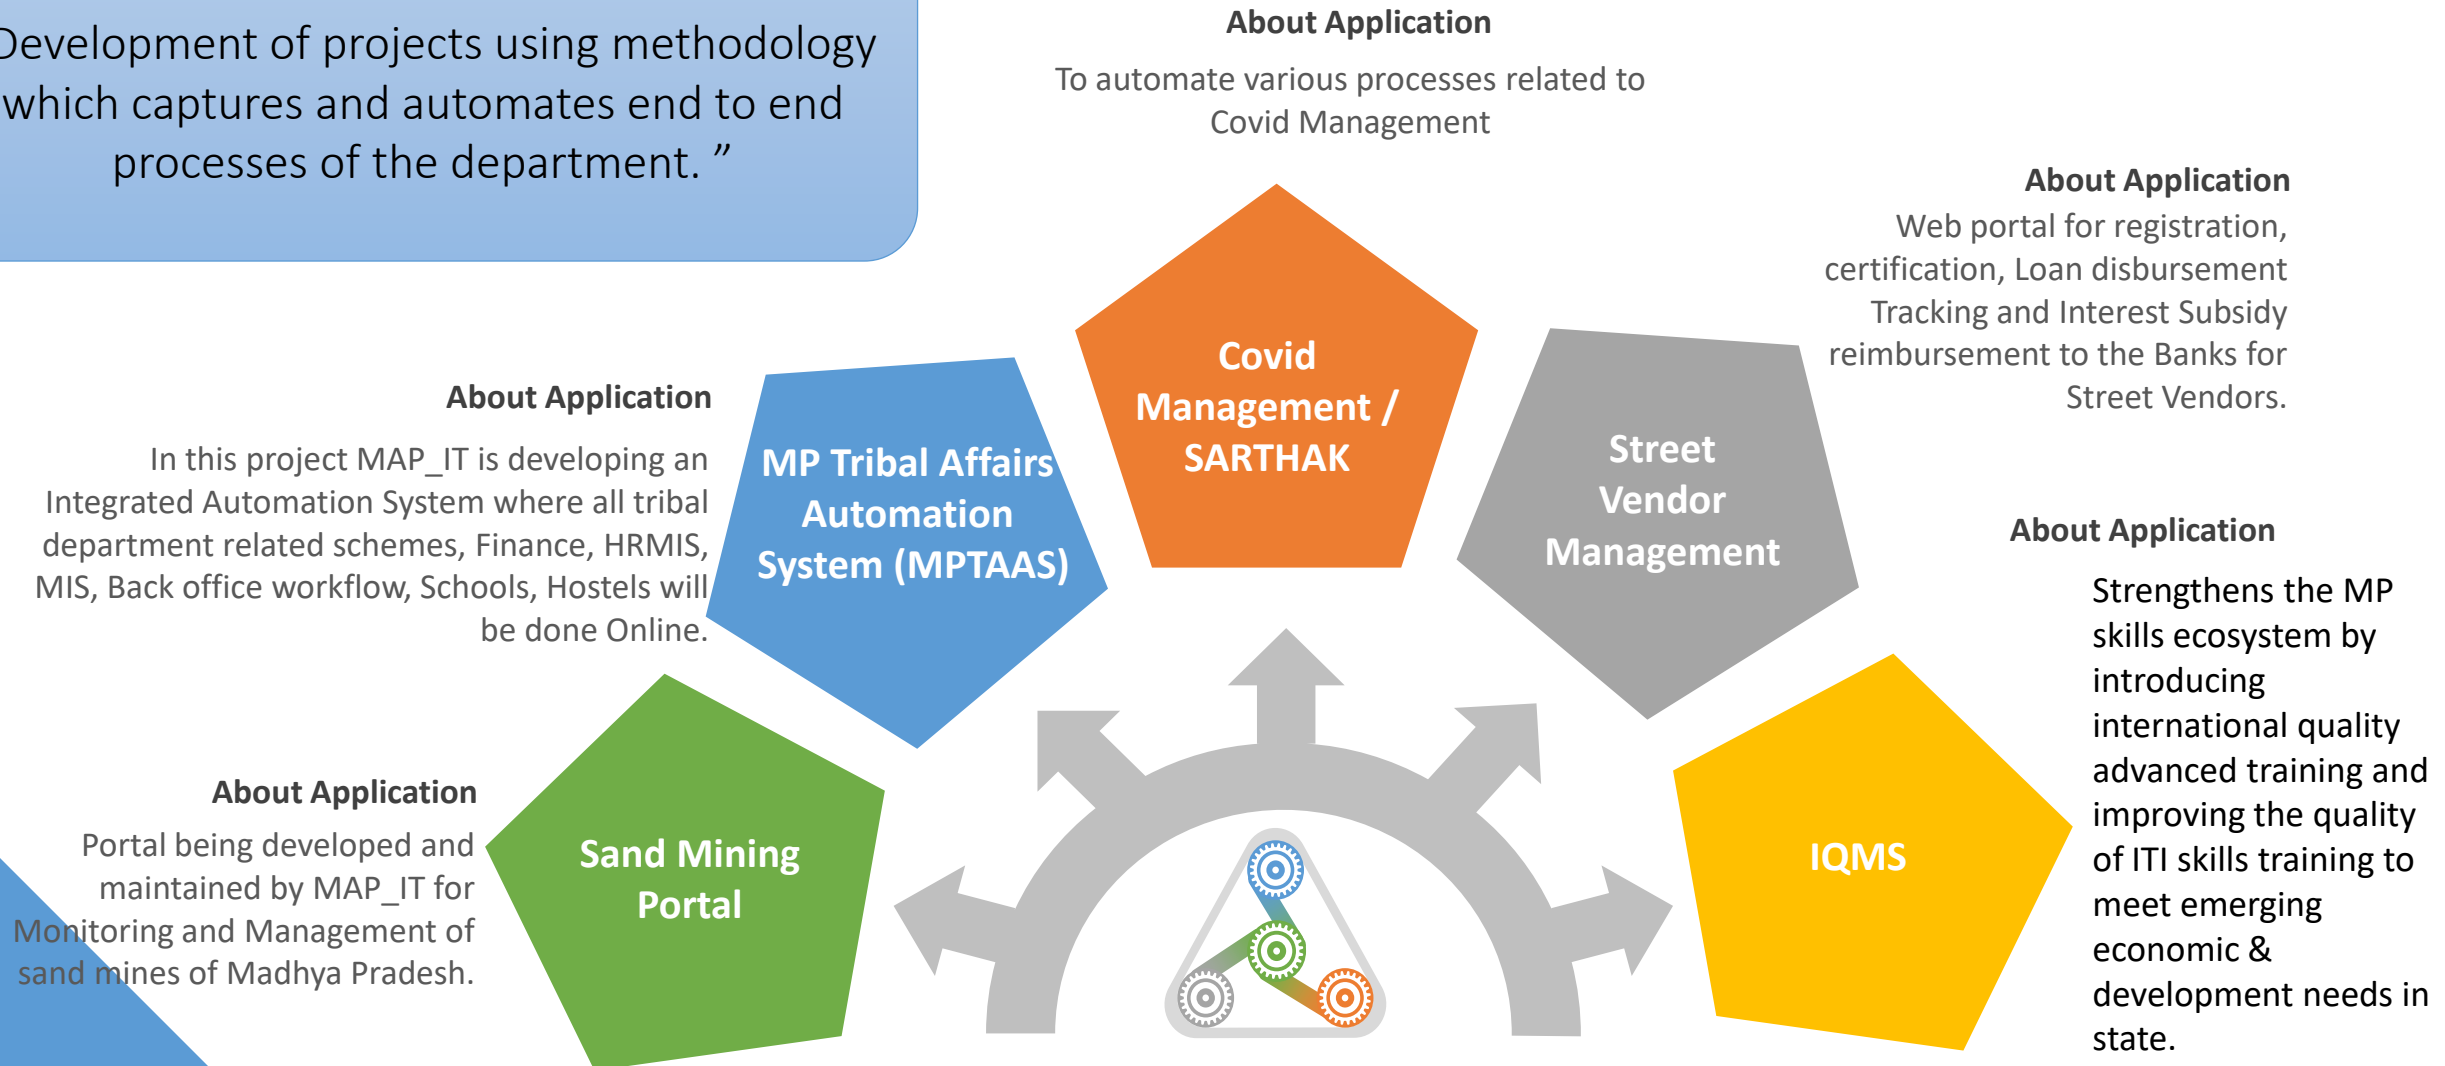 Development of projects using methodology
which captures and automates end to end
processes of the department. ”
About Application
To automate various processes related to
Covid Management
About Application
Web portal for registration,
certification, Loan disbursement
Tracking and Interest Subsidy
reimbursement to the Banks for
Street Vendors.
About Application
In this project MAP_IT is developing an
Integrated Automation System where all tribal
department related schemes, Finance, HRMIS,
MIS, Back office workflow, Schools, Hostels will
be done Online.
MP Tribal Affairs
Automation
System (MPTAAS)
Covid
Management /
SARTHAK
Street
Vendor
Management
About Application
Strengthens the MP
skills ecosystem by
introducing
international quality
advanced training and
improving the quality
of ITI skills training to
meet emerging
economic &
development needs in
state.
About Application
Portal being developed and
maintained by MAP_IT for
Monitoring and Management of
sand mines of Madhya Pradesh.
Sand Mining
Portal
IQMS